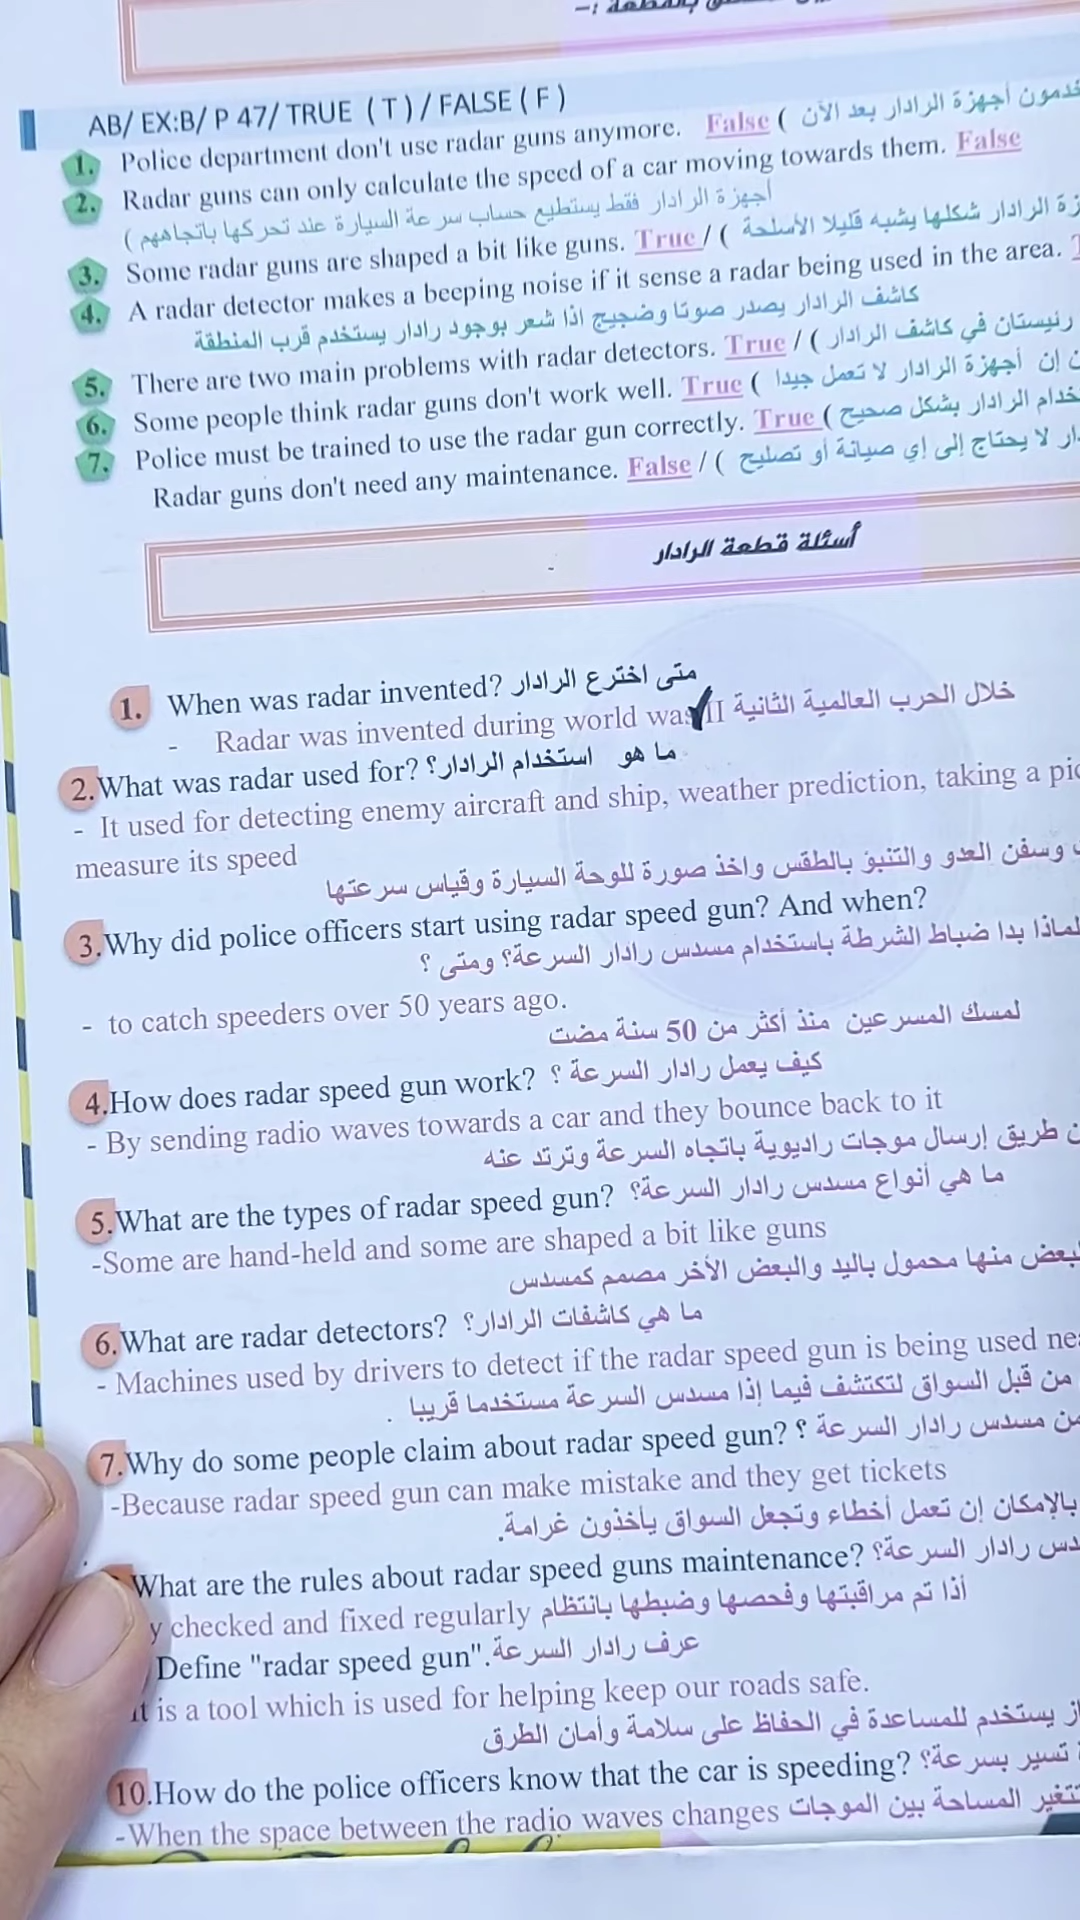 AB/ EX:B/ P 47/ TRUE ( T ) / FALSE ( F )
1. Police department don't use radar guns anymore. False ( أجهزة الرادار بعد الآن
2. Radar guns can only calculate the speed of a car moving towards them. False
أجهزة الرادار فقط يستطيع حساب سرعة السيارة عند تحركها باتجاههم )
3. Some radar guns are shaped a bit like guns. True / ( الرادار شكلها يشبه قليلا الأسلحة
4. A radar detector makes a beeping noise if it sense a radar being used in the area.
كاشف الرادار يصدر صوتا وضجيج اذا شعر بوجود رادار يستخدم قرب المنطقة
5. There are two main problems with radar detectors. True / ( رئيستان في كاشف الرادار )
6. Some people think radar guns don't work well. True ( إن أجهزة الرادار لا تعمل جيدا
7. Police must be trained to use the radar gun correctly. True ( الرادار بشكل صحيح
Radar guns don't need any maintenance. False / ( لا يحتاج إلى إي صيانة أو تصليح
أسئلة قطعة الرادار
1. When was radar invented? متى اخترع الرادار
- Radar was invented during world war II خلال الحرب العالمية الثانية
2.What was radar used for? ما هو استخدام الرادار؟
- It used for detecting enemy aircraft and ship, weather prediction, taking a
measure its speed
وسفن العدو والتنبؤ بالطقس واخذ صورة للوحة السيارة وقياس سرعتها
3.Why did police officers start using radar speed gun? And when?
لماذا بدا ضباط الشرطة باستخدام مسدس رادار السرعة؟ ومتى ؟
- to catch speeders over 50 years ago.
لمسك المسرعين منذ أكثر من 50 سنة مضت
4.How does radar speed gun work? كيف يعمل رادار السرعة ؟
- By sending radio waves towards a car and they bounce back to it
طريق إرسال موجات راديوية باتجاه السرعة وترتد عنه
5.What are the types of radar speed gun? ما هي أنواع مسدس رادار السرعة؟
-Some are hand-held and some are shaped a bit like guns
منها محمول باليد والبعض الأخر مصمم كمسدس
6.What are radar detectors? ما هي كاشفات الرادار؟
- Machines used by drivers to detect if the radar speed gun is being used
من قبل السواق لتكتشف فيما إذا مسدس السرعة مستخدما قريبا .
7.Why do some people claim about radar speed gun? من مسدس رادار السرعة ؟
-Because radar speed gun can make mistake and they get tickets
بالإمكان إن تعمل أخطاء وتجعل السواق يأخذون غرامة.
What are the rules about radar speed guns maintenance? رادار السرعة؟
checked and fixed regularly أذا تم مراقبتها وفحصها وضبطها بانتظام
Define "radar speed gun". عرف رادار السرعة
It is a tool which is used for helping keep our roads safe.
يستخدم للمساعدة في الحفاظ على سلامة وأمان الطرق
10.How do the police officers know that the car is speeding? تسير بسرعة؟
-When the space between the radio waves changes تتغير المساحة بين الموجات